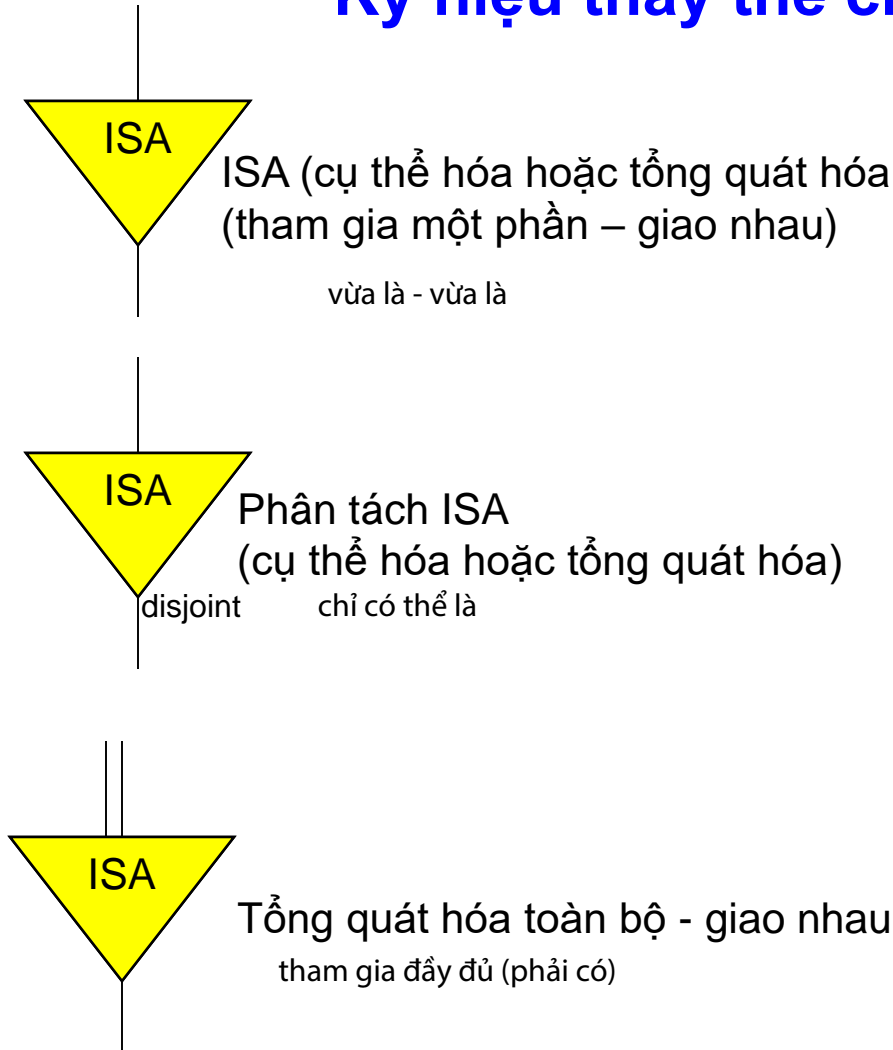 ISA
ISA (cụ thể hóa hoặc tổng quát hóa
(tham gia một phần – giao nhau)
vừa là - vừa là
ISA
Phân tách ISA
(cụ thể hóa hoặc tổng quát hóa)
disjoint chỉ có thể là
ISA
Tổng quát hóa toàn bộ - giao nhau
tham gia đầy đủ (phải có)